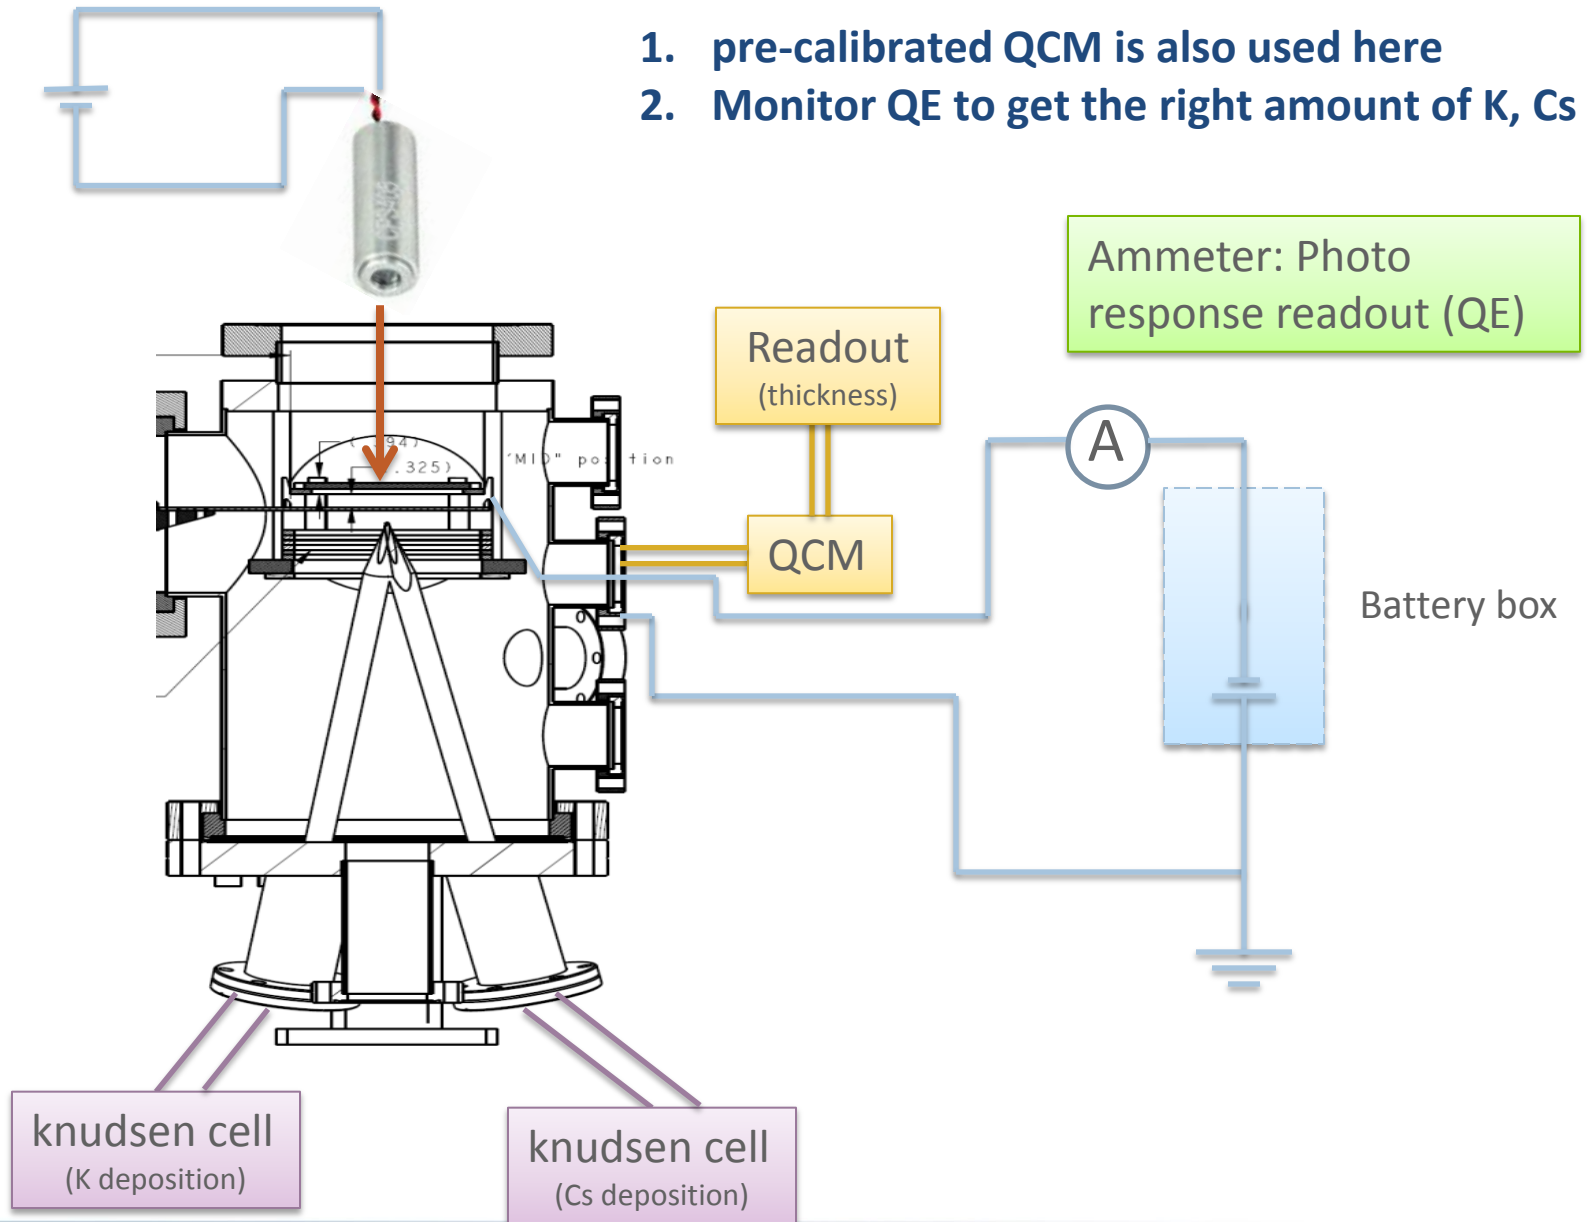 1. pre-calibrated QCM is also used here
2. Monitor QE to get the right amount of K, Cs
Ammeter: Photo
response readout (QE)
Readout
(thickness)
A
.325)
QCM
Battery box
knudsen cell
(K deposition)
knudsen cell
(Cs deposition)